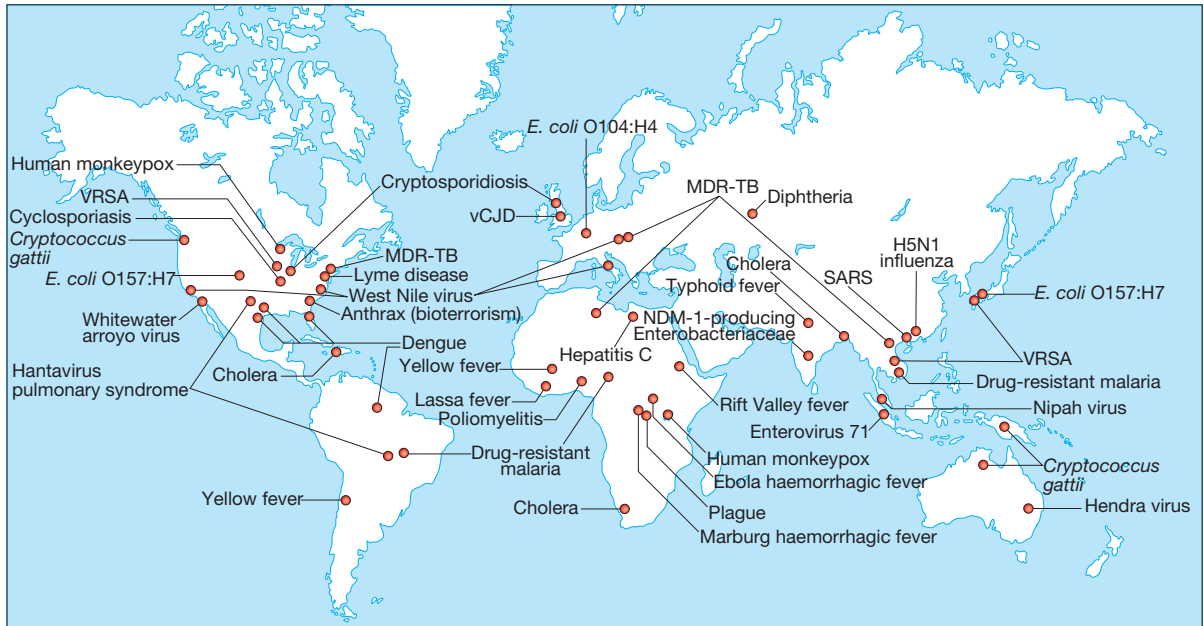 E. coli O104:H4
Human monkeypox
Cryptosporidiosis
MDR-TB
VRSA
vCJD
Diphtheria
Cyclosporiasis
Cryptococcus
gattii
MDR-TB
H5N1
influenza
Cholera
E. coli O157:H7
Lyme disease
SARS
Typhoid fever
West Nile virus
E. coli O157:H7
Anthrax (bioterrorism)
NDM-1-producing
Enterobacteriaceae
Whitewater
arroyo virus
Dengue
Hepatitis C
VRSA
Yellow fever
Cholera
Hantavirus
pulmonary syndrome
Drug-resistant malaria
Lassa fever
Rift Valley fever
Nipah virus
Poliomyelitis
Enterovirus 71
Drug-resistant
malaria
Human monkeypox
Cryptococcus
gattii
Ebola haemorrhagic fever
Yellow fever
Cholera
Plague
Hendra virus
Marburg haemorrhagic fever